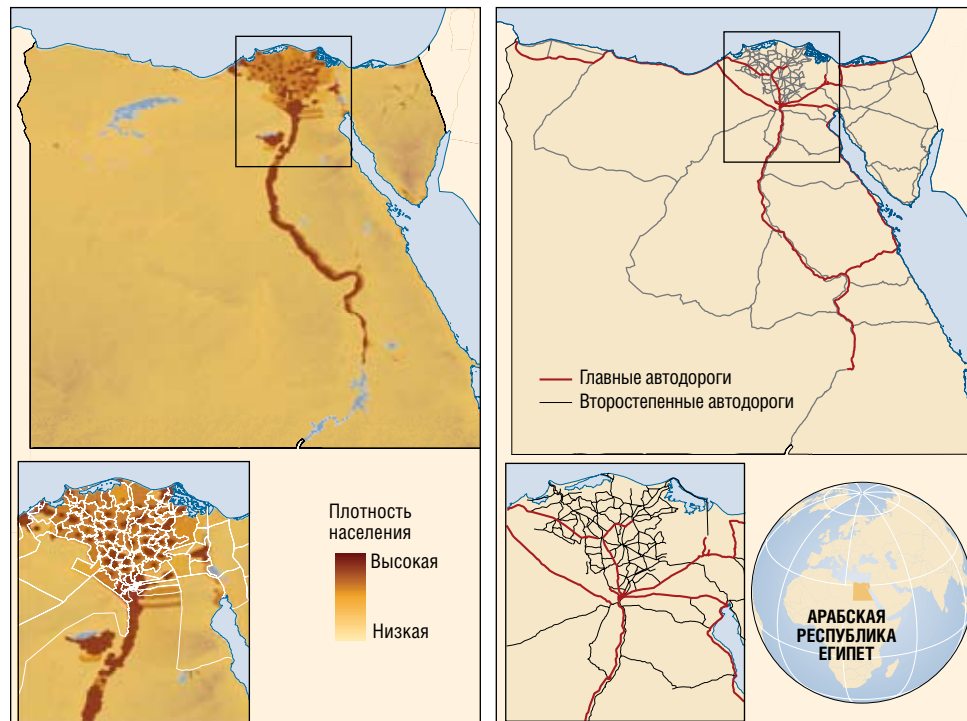 Главные автодороги
Второстепенные автодороги
Плотность
населения
Высокая
Низкая
АРАБСКАЯ
РЕСПУБЛИКА
ЕГИПЕТ